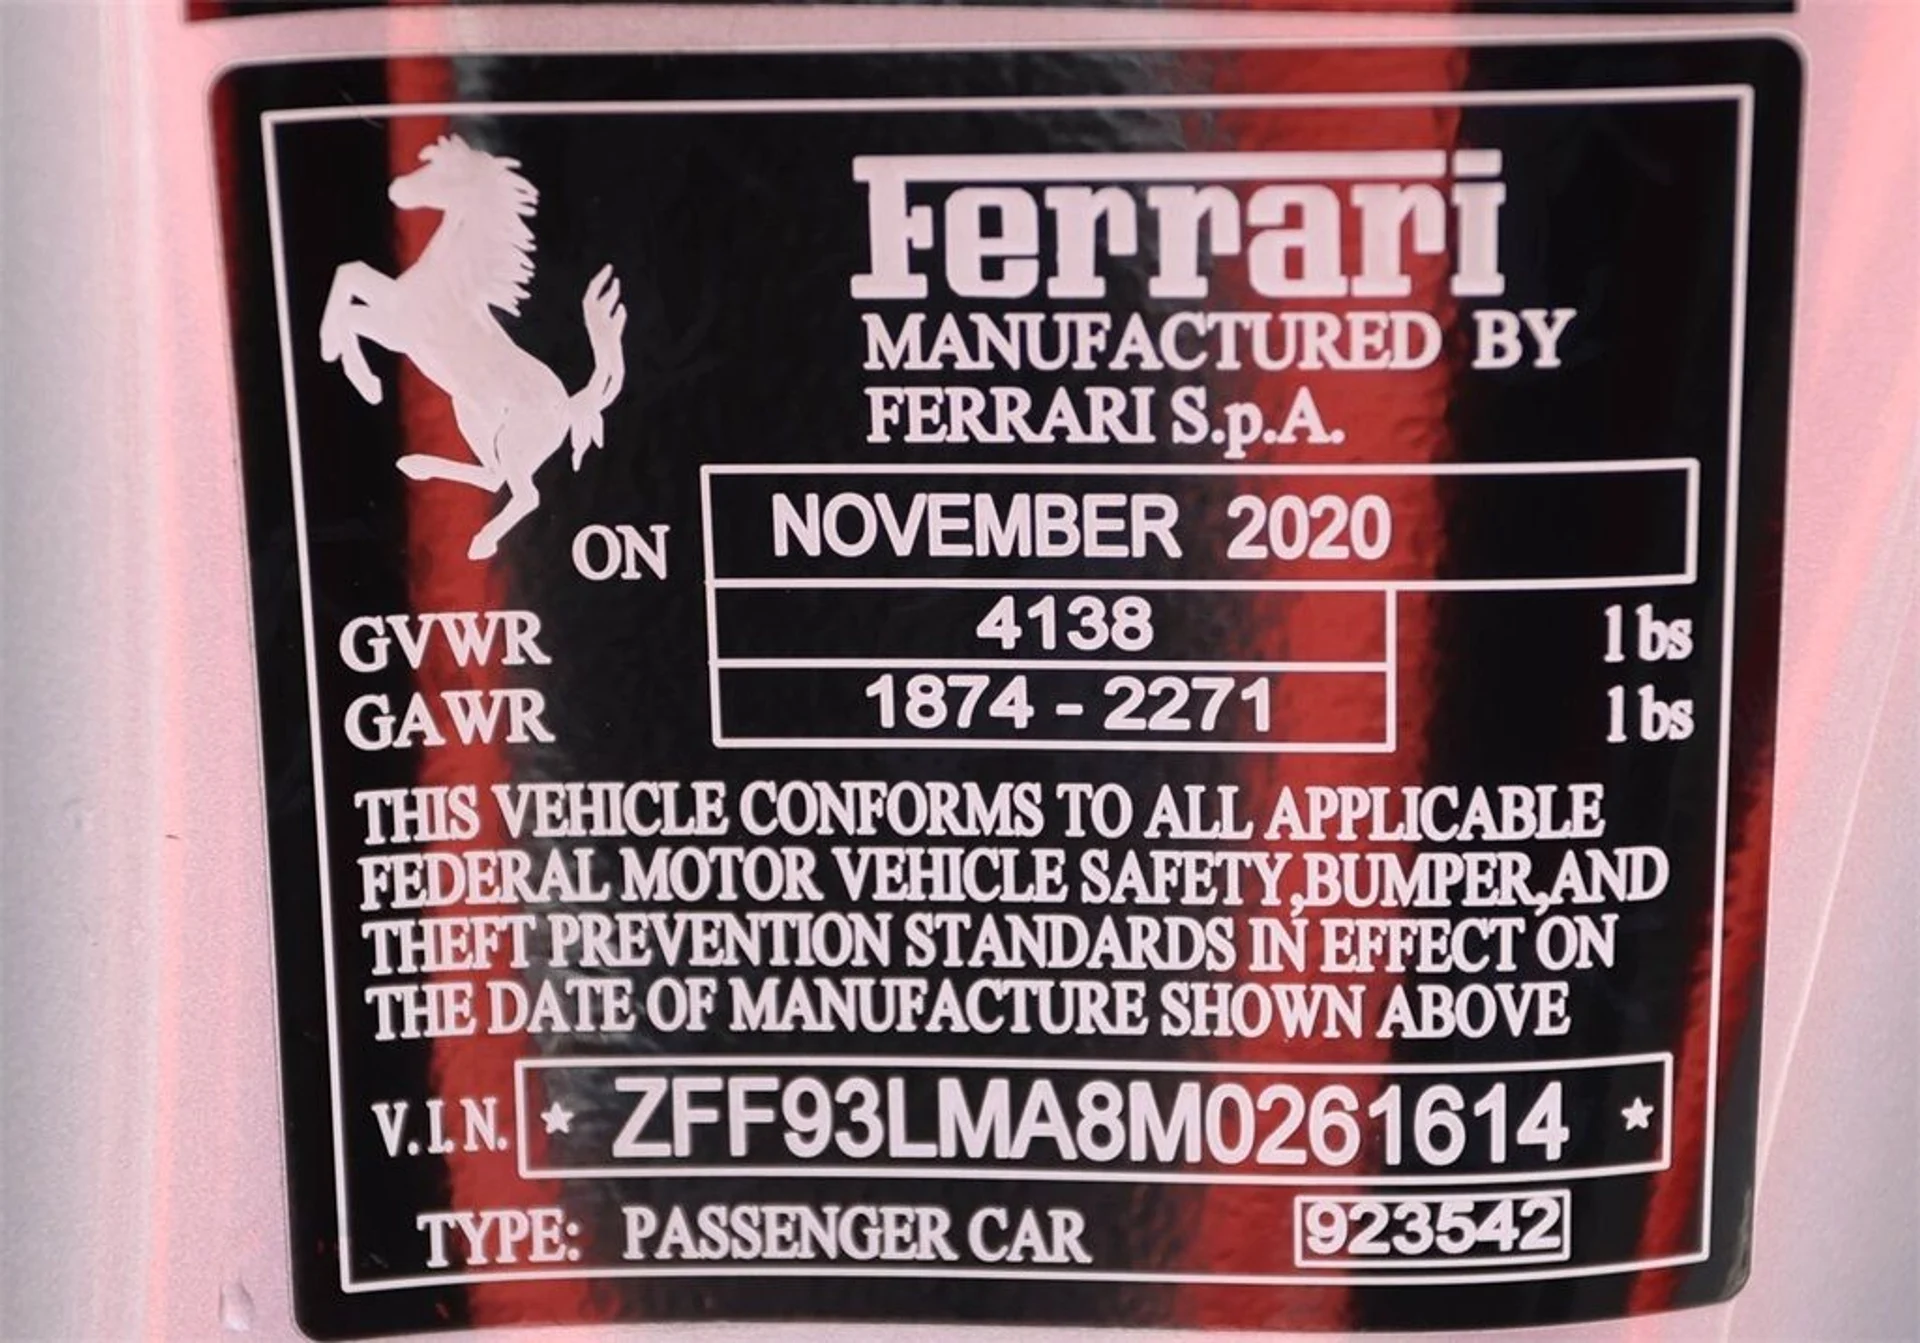 Ferrari
MANUFACTURED BY
FERRARI S.p.A.
ON NOVEMBER 2020
GVWR 4138 lbs
GAWR 1874 - 2271 lbs
THIS VEHICLE CONFORMS TO ALL APPLICABLE
FEDERAL MOTOR VEHICLE SAFETY,BUMPER,AND
THEFT PREVENTION STANDARDS IN EFFECT ON
THE DATE OF MANUFACTURE SHOWN ABOVE
V.I.N. ★ ZFF93LMA8M0261614 ★
TYPE: PASSENGER CAR 923542